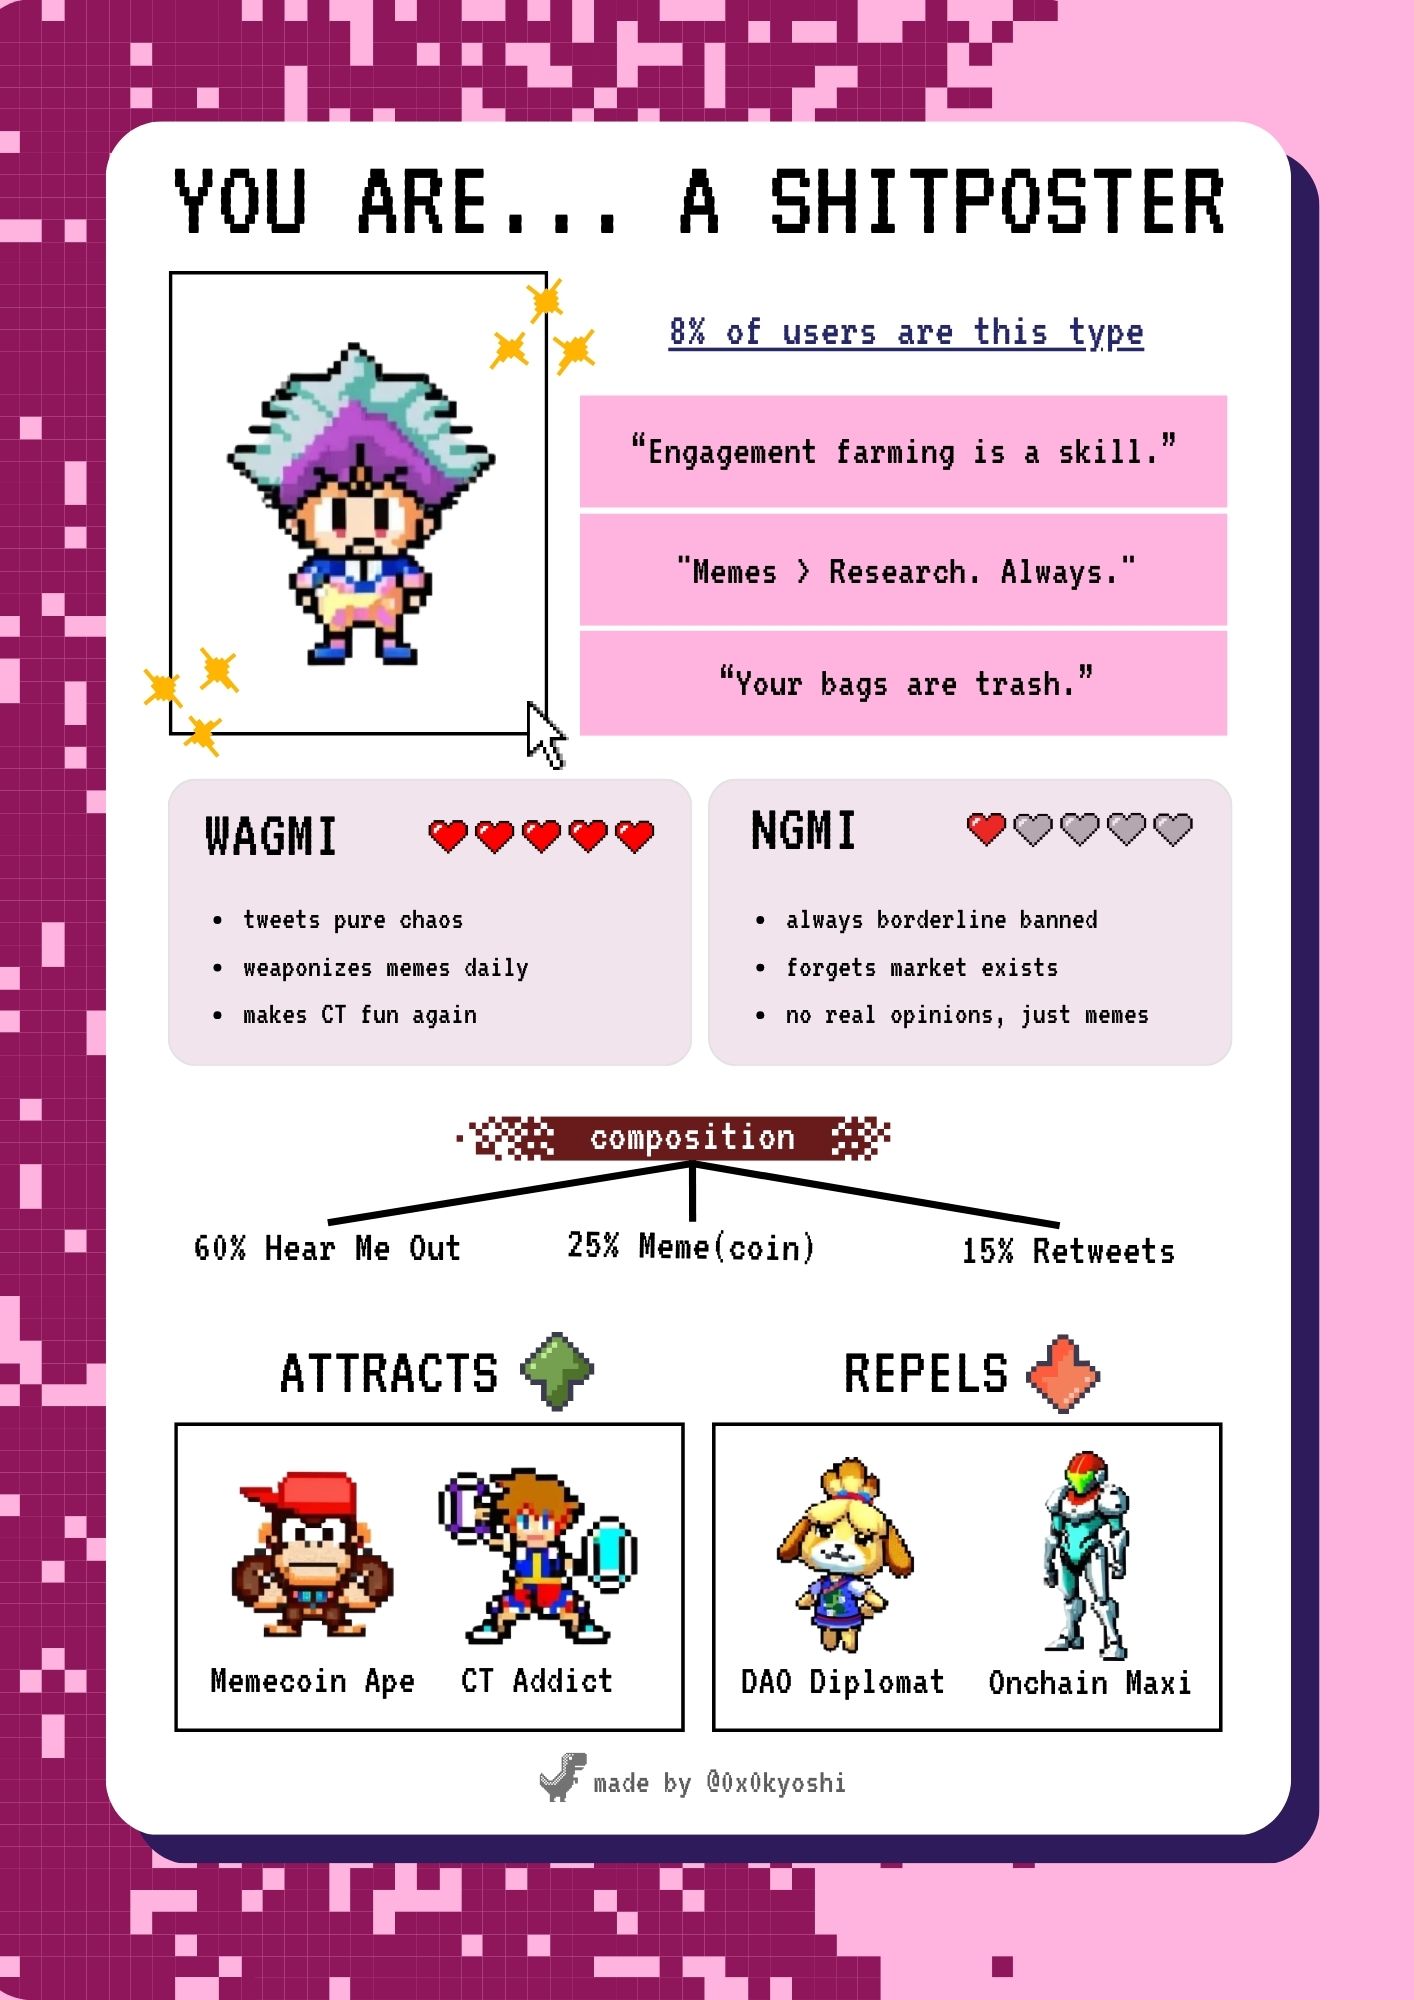 YOU ARE... A SHITPOSTER
8% of users are this type
“Engagement farming is a skill.”
"Memes > Research. Always."
“Your bags are trash.”
WAGMI
• tweets pure chaos
• weaponizes memes daily
• makes CT fun again
NGMI
• always borderline banned
• forgets market exists
• no real opinions, just memes
composition
60% Hear Me Out
25% Meme(coin)
15% Retweets
ATTRACTS
Memecoin Ape
CT Addict
REPELS
DAO Diplomat
Onchain Maxi
made by @0x0kyoshi